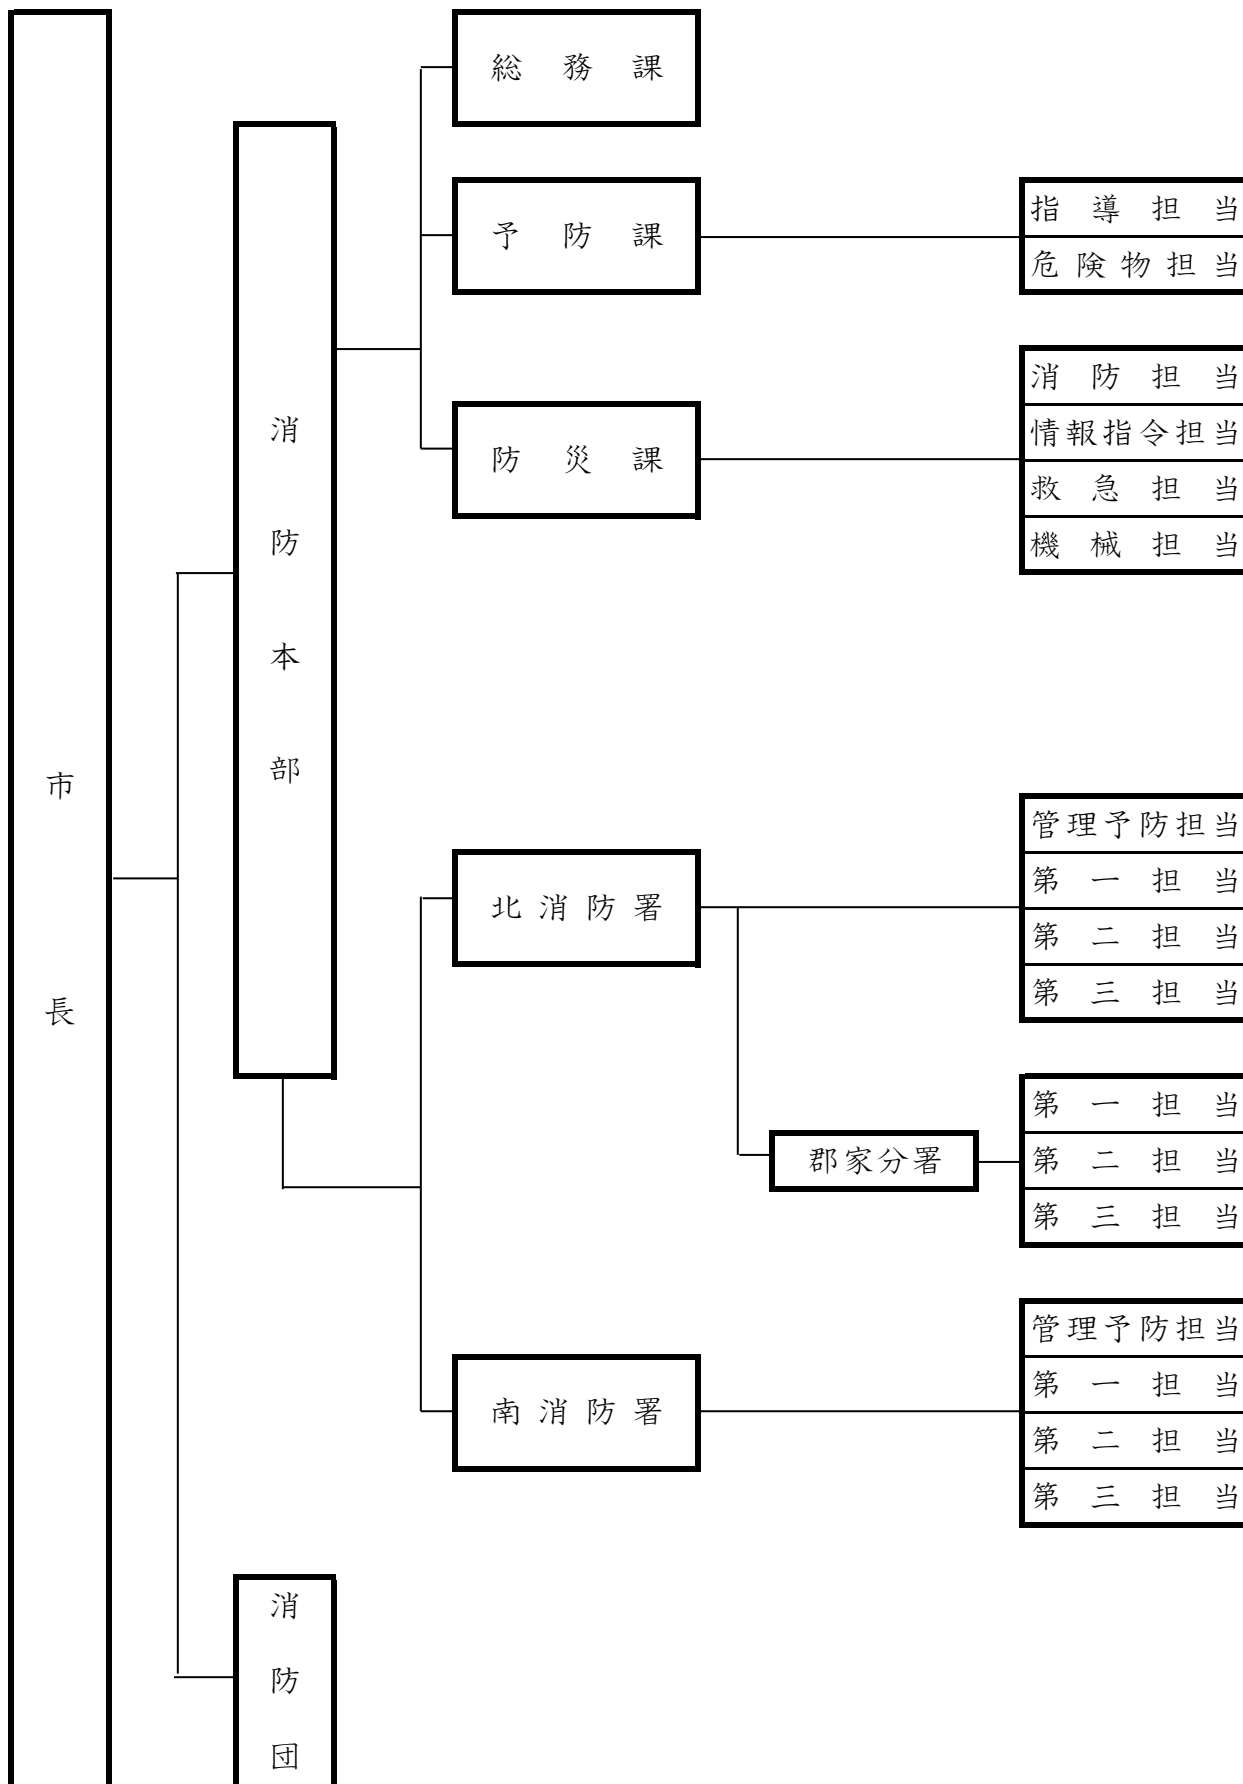 市長
消防本部
総務課
予防課
指導担当
危険物担当
防災課
消防担当
情報指令担当
救急担当
機械担当
北消防署
管理予防担当
第一担当
第二担当
第三担当
郡家分署
第一担当
第二担当
第三担当
南消防署
管理予防担当
第一担当
第二担当
第三担当
消防団